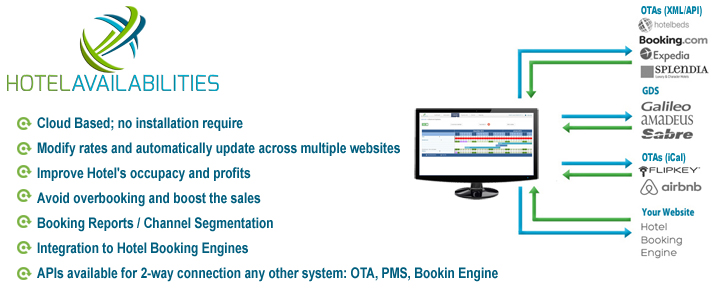 HOTELAVAILABILITIES
Cloud Based; no installation require
Modify rates and automatically update across multiple websites
Improve Hotel's occupacy and profits
Avoid overbooking and boost the sales
Booking Reports / Channel Segmentation
Integration to Hotel Booking Engines
APIs available for 2-way connection any other system: OTA, PMS, Bookin Engine
OTAs (XML/API)
hotelbeds
Booking.com
Expedia
SPLENDIA
GDS
Galileo
AMADEUS
Sabre
OTAs (iCal)
FLIPKEY
airbnb
Your Website
Hotel
Booking
Engine